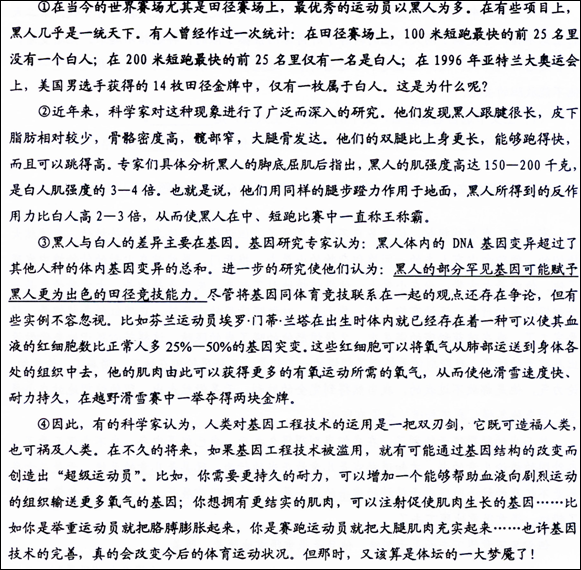 ①在当今的世界赛场尤其是田径赛场上，最优秀的运动员以黑人为多。在有些项目上，
黑人几乎是一统天下。有人曾经作过一次统计：在田径赛场上，100 米短跑最快的前 25 名里
没有一个白人；在 200 米短跑最快的前 25 名里仅有一名是白人；在 1996 年亚特兰大奥运会
上，美国男选手获得的 14 枚田径金牌中，仅有一枚属于白人。这是为什么呢？
②近年来，科学家对这种现象进行了广泛而深入的研究。他们发现黑人跟腱很长，皮下
脂肪相对较少，骨骼密度高，髋部窄，大腿骨发达。他们的双腿比上身更长，能够跑得快，
而且可以跳得高。专家们具体分析黑人的脚底屈肌后指出，黑人的肌强度高达 150—200 千克，
是白人肌强度的 3—4 倍。也就是说，他们用同样的腿步蹬力作用于地面，黑人所得到的反作
用力比白人高 2—3 倍，从而使黑人在中、短跑比赛中一直称王称霸。
③黑人与白人的差异主要在基因。基因研究专家认为：黑人体内的 DNA 基因变异超过了
其他人种的体内基因变异的总和。进一步的研究使他们认为：黑人的部分罕见基因可能赋予
黑人更为出色的田径竞技能力。尽管将基因同体育竞技联系在一起的观点还存在争论，但有
些实例不容忽视。比如芬兰运动员埃罗·门蒂·兰塔在出生时体内就已经存在着一种可以使其血
液的红细胞数比正常人多 25%—50%的基因突变。这些红细胞可以将氧气从肺部运送到身体各
处的组织中去，他的肌肉由此可以获得更多的有氧运动所需的氧气，从而使他滑雪速度快、
耐力持久，在越野滑雪赛中一举夺得两块金牌。
④因此，有的科学家认为，人类对基因工程技术的运用是一把双刃剑，它既可造福人类，
也可祸及人类。在不久的将来，如果基因工程技术被滥用，就有可能通过基因结构的改变而
创造出“超级运动员”。比如，你需要更持久的耐力，可以增加一个能够帮助血液向剧烈运动
的组织输送更多氧气的基因；你想拥有更结实的肌肉，可以注射促使肌肉生长的基因……比
如你是举重运动员就把胳膊膨胀起来，你是赛跑运动员就把大腿肌肉充实起来……也许基因
技术的完善，真的会改变今后的体育运动状况。但那时，又该算是体坛的一大梦魇了！